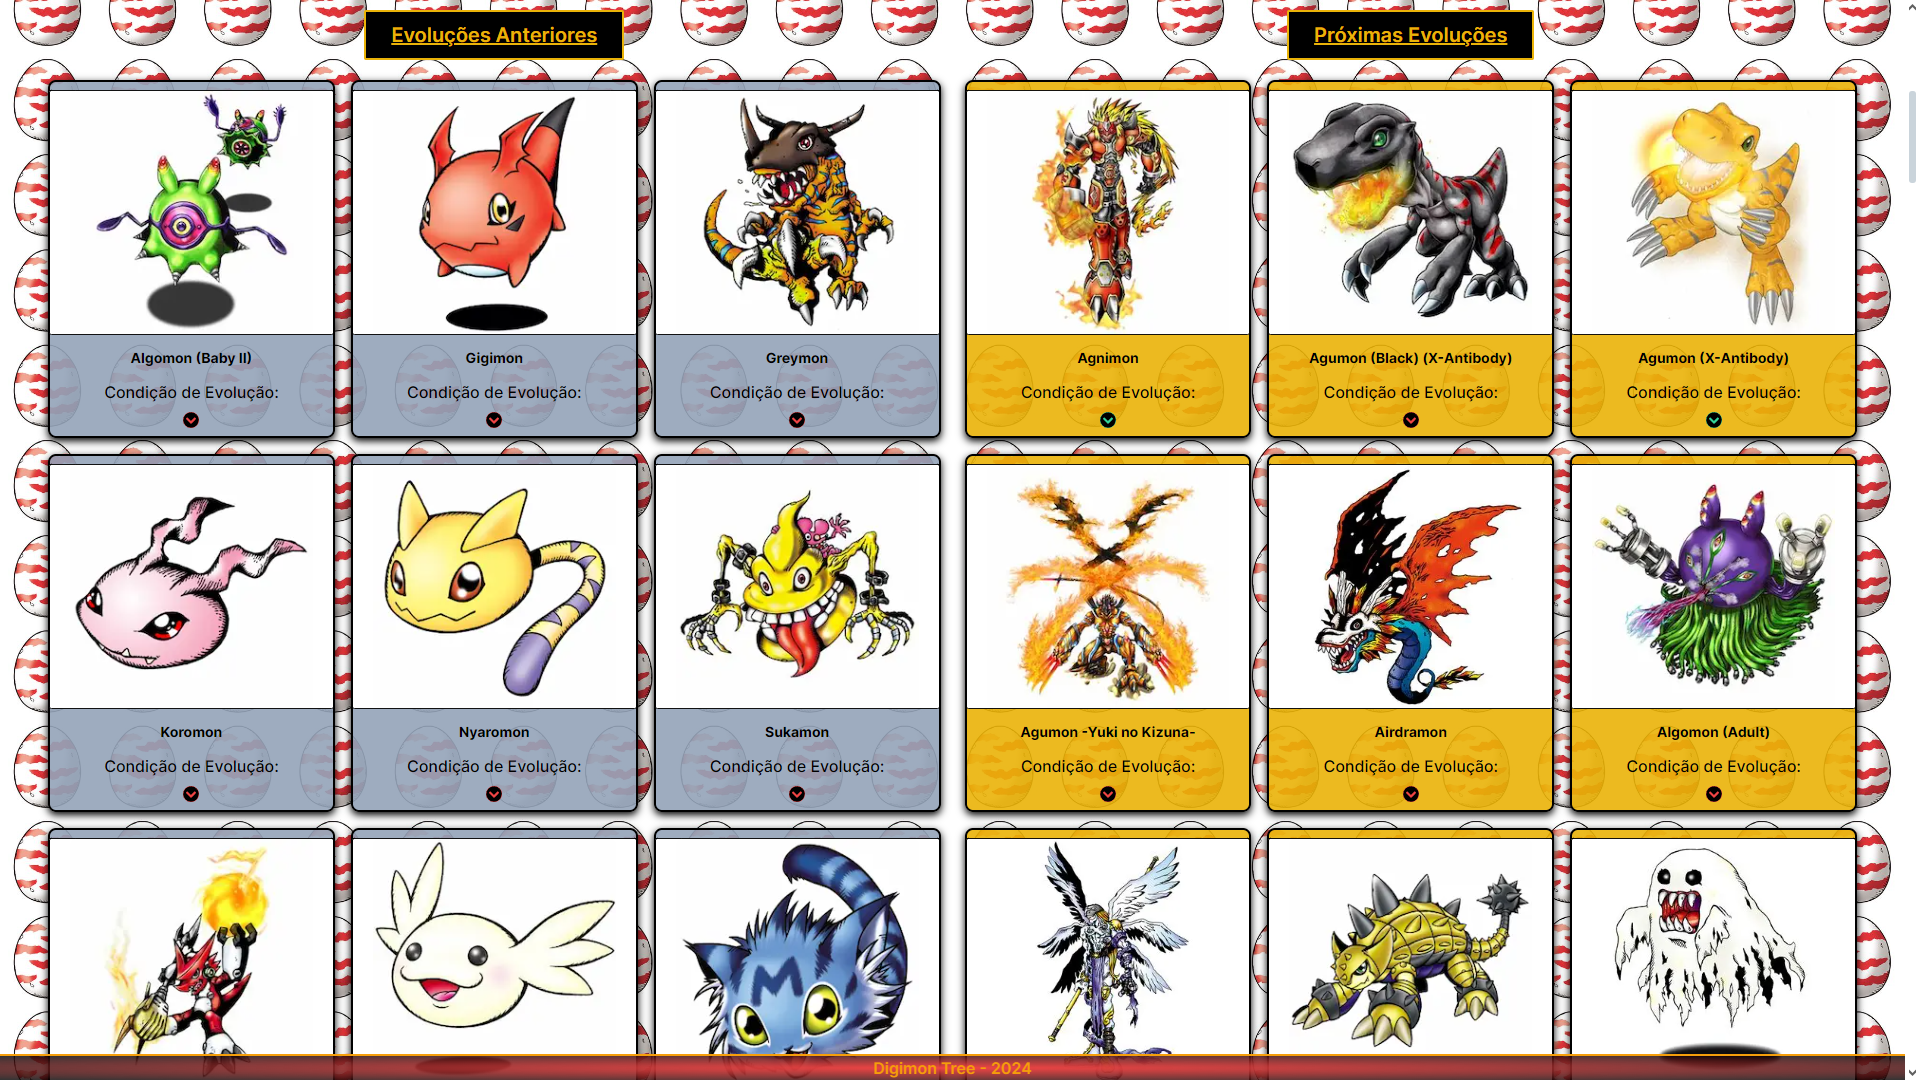 Evoluções Anteriores
Próximas Evoluções
Algomon (Baby II)
Condição de Evolução:
Gigimon
Condição de Evolução:
Greymon
Condição de Evolução:
Agnimon
Condição de Evolução:
Agumon (Black) (X-Antibody)
Condição de Evolução:
Agumon (X-Antibody)
Condição de Evolução:
Koromon
Condição de Evolução:
Nyaromon
Condição de Evolução:
Sukamon
Condição de Evolução:
Agumon -Yuki no Kizuna-
Condição de Evolução:
Airdramon
Condição de Evolução:
Algomon (Adult)
Condição de Evolução:
Digimon Tree - 2024